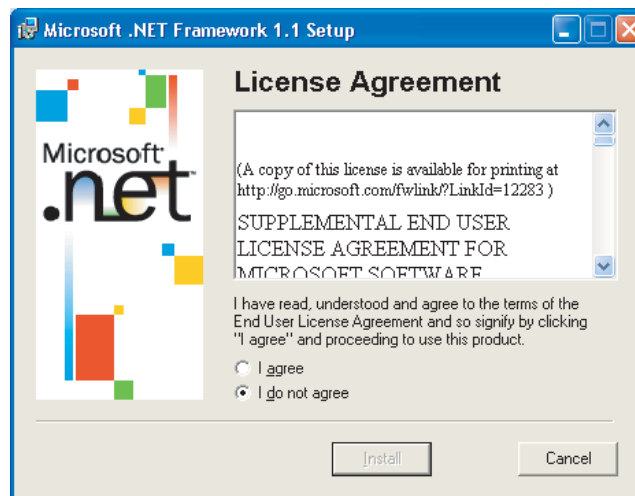 Microsoft .NET Framework 1.1 Setup
Microsoft
.net
License Agreement
(A copy of this license is available for printing at
http://go.microsoft.com/fwlink/?LinkId=12283 )
SUPPLEMENTAL END USER
LICENSE AGREEMENT FOR
MICROSOFT SOFTWARE
I have read, understood and agree to the terms of the
End User License Agreement and so signify by clicking
"I agree" and proceeding to use this product.
I agree
I do not agree
Install
Cancel